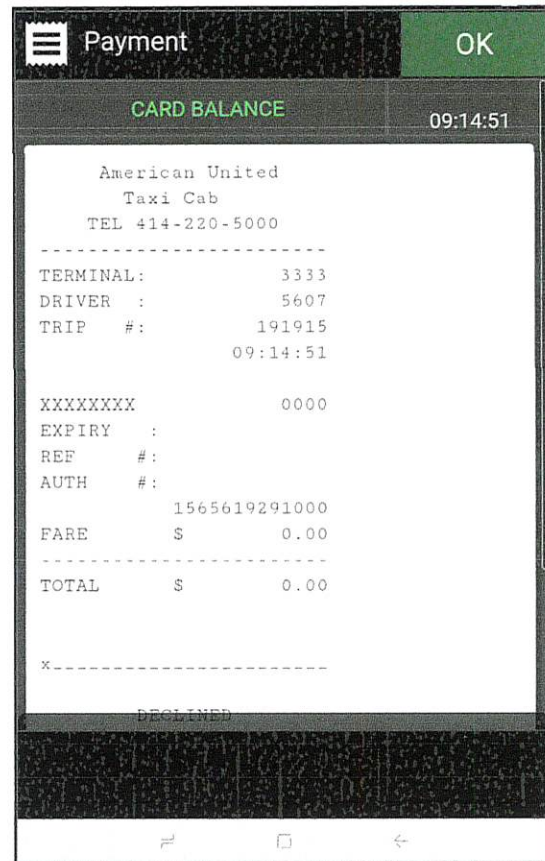 Payment
OK
CARD BALANCE
09:14:51
American United
Taxi Cab
TEL 414-220-5000
-------------------------
TERMINAL: 3333
DRIVER : 5607
TRIP #: 191915
09:14:51
XXXXXXXX 0000
EXPIRY :
REF #:
AUTH #:
1565619291000
FARE $ 0.00
-------------------------
TOTAL $ 0.00
x------------------------
DECLINED